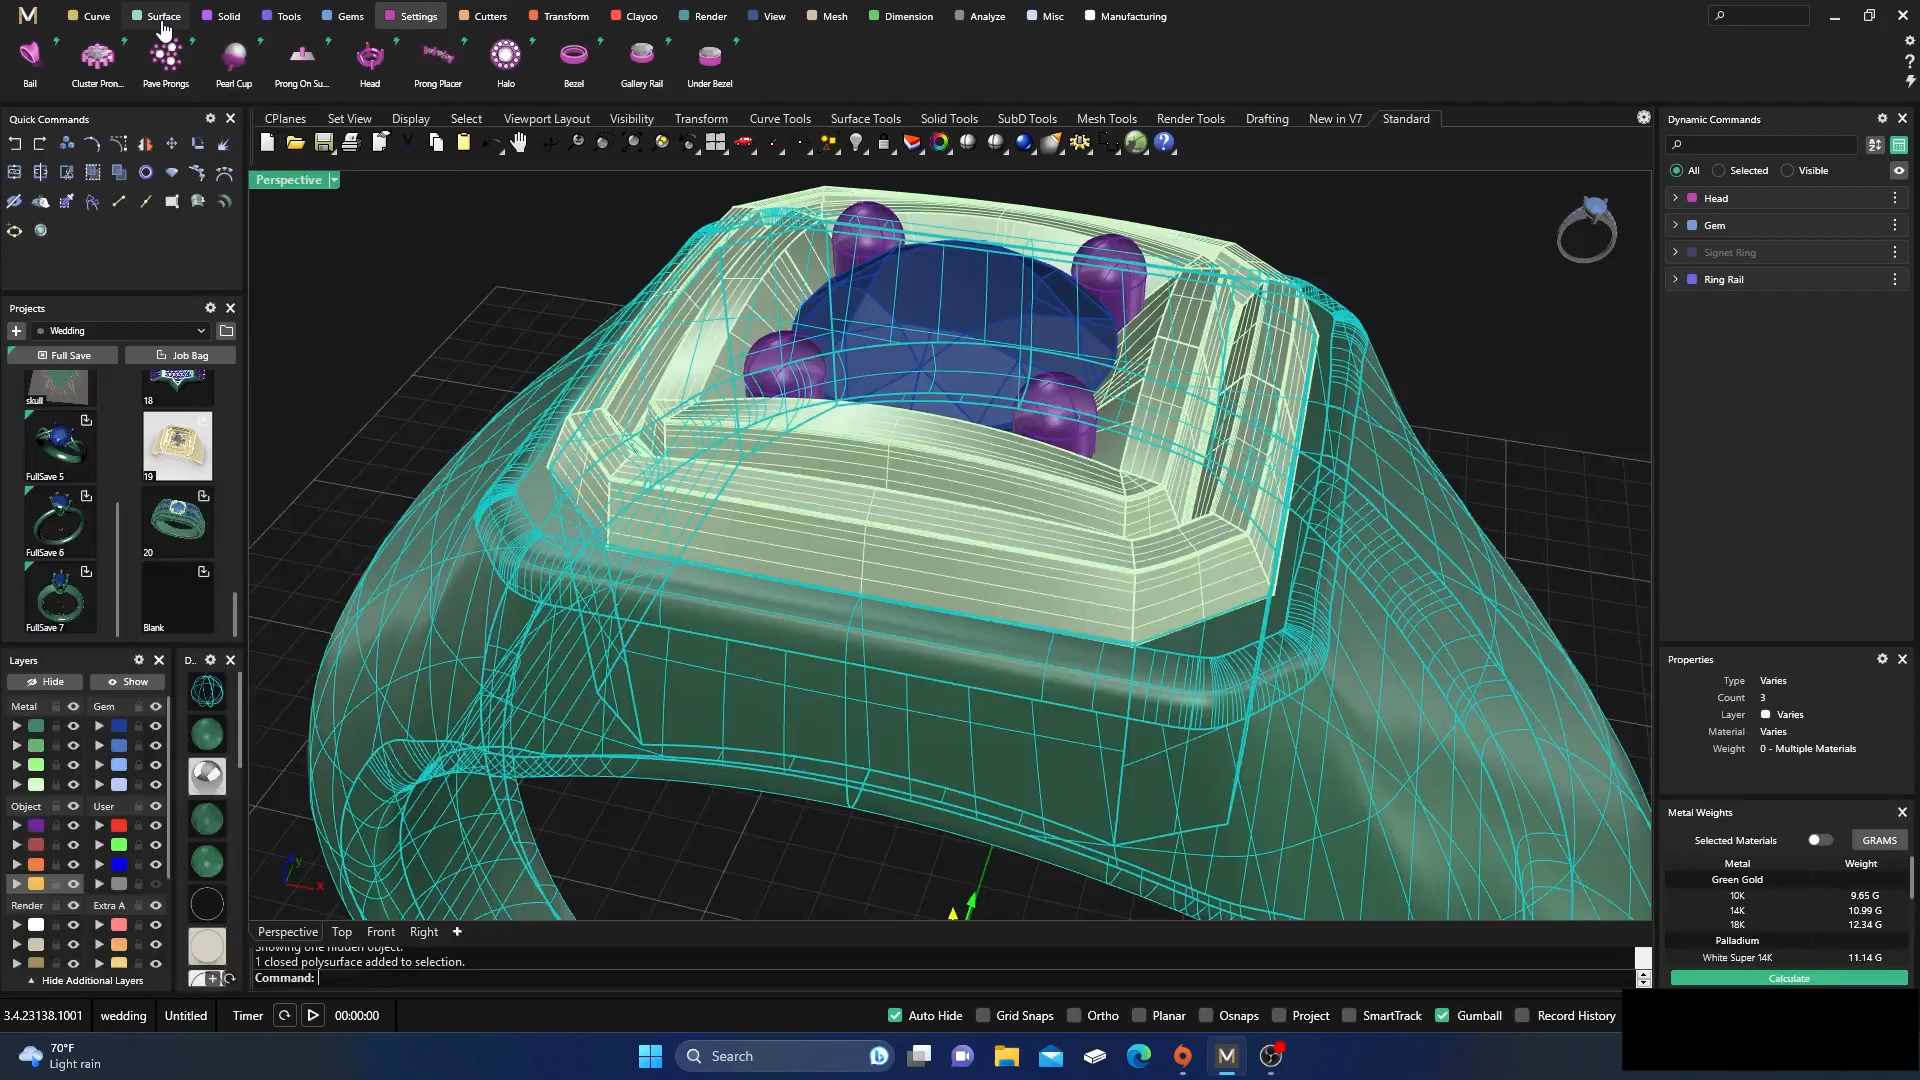 M Curve Surface Solid Tools Gems Settings Cutters Transform Clayoo Render View Mesh Dimension Analyze Misc Manufacturing
Bail Cluster Pron... Pave Prongs Pearl Cup Prong On Su... Head Prong Placer Halo Bezel Gallery Rail Under Bezel
Quick Commands
CPlanes Set View Display Select Viewport Layout Visibility Transform Curve Tools Surface Tools Solid Tools SubD Tools Mesh Tools Render Tools Drafting New in V7 Standard
Dynamic Commands
All Selected Visible
Head
Gem
Signet Ring
Ring Rail
Perspective
Projects
Wedding
Full Save Job Bag
skull 18
FullSave 5 19
FullSave 6 20
FullSave 7 Blank
Layers D..
Hide Show
Metal Gem
Object User
Render Extra A
Hide Additional Layers
Properties
Type Varies
Count 3
Layer Varies
Material Varies
Weight 0 - Multiple Materials
Metal Weights
Selected Materials GRAMS
Metal Weight
Green Gold
10K 9.65 G
14K 10.99 G
18K 12.34 G
Palladium
White Super 14K 11.14 G
Calculate
z y x
Perspective Top Front Right +
Showing one hidden object.
1 closed polysurface added to selection.
Command:
3.4.23138.1001 wedding Untitled Timer 00:00:00 Auto Hide Grid Snaps Ortho Planar Osnaps Project SmartTrack Gumball Record History
70°F
Light rain
Search
M